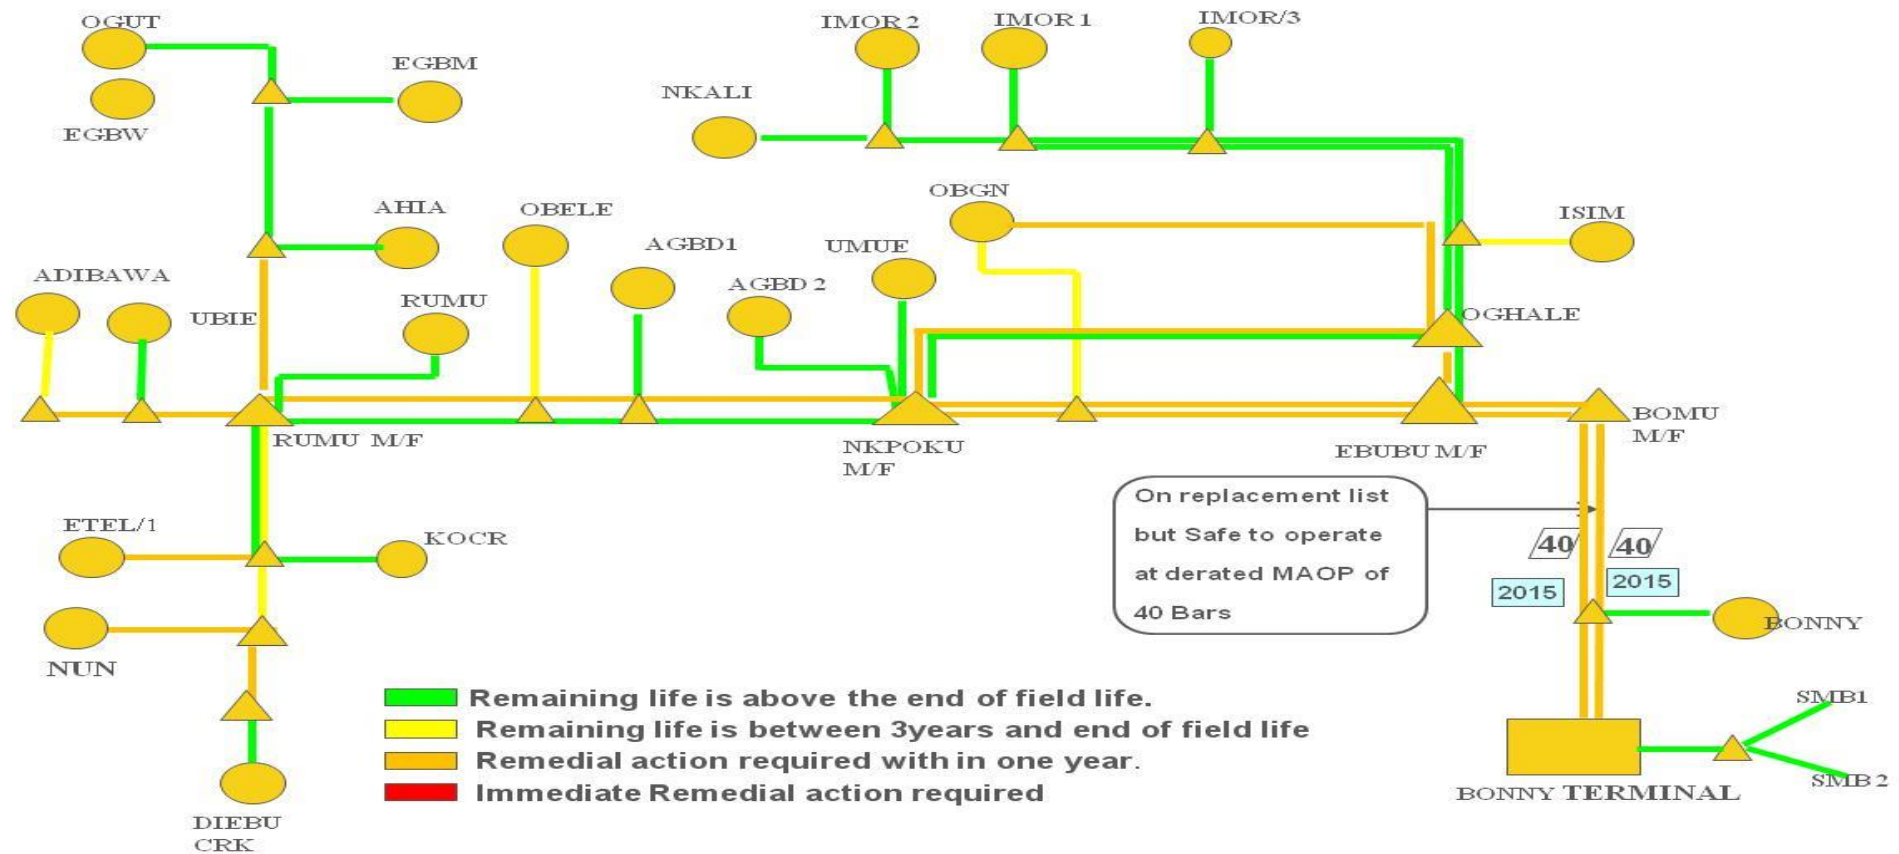 OGUT
IMOR 2
IMOR 1
IMOR/3
EGBM
NKALI
EGBW
OBGN
AHIA
OBELE
ISIM
AGBD1
UMUE
ADIBAWA
AGBD 2
RUMU
UBIE
OGHALE
RUMU M/F
NKPOKU
M/F
EBUBU M/F
BOMU
M/F
On replacement list
but Safe to operate
at derated MAOP of
40 Bars
ETEL/1
KOCR
40
40
2015
2015
BONNY
NUN
Remaining life is above the end of field life.
Remaining life is between 3years and end of field life
Remedial action required with in one year.
Immediate Remedial action required
SMB1
SMB 2
BONNY TERMINAL
DIEBU
CRK